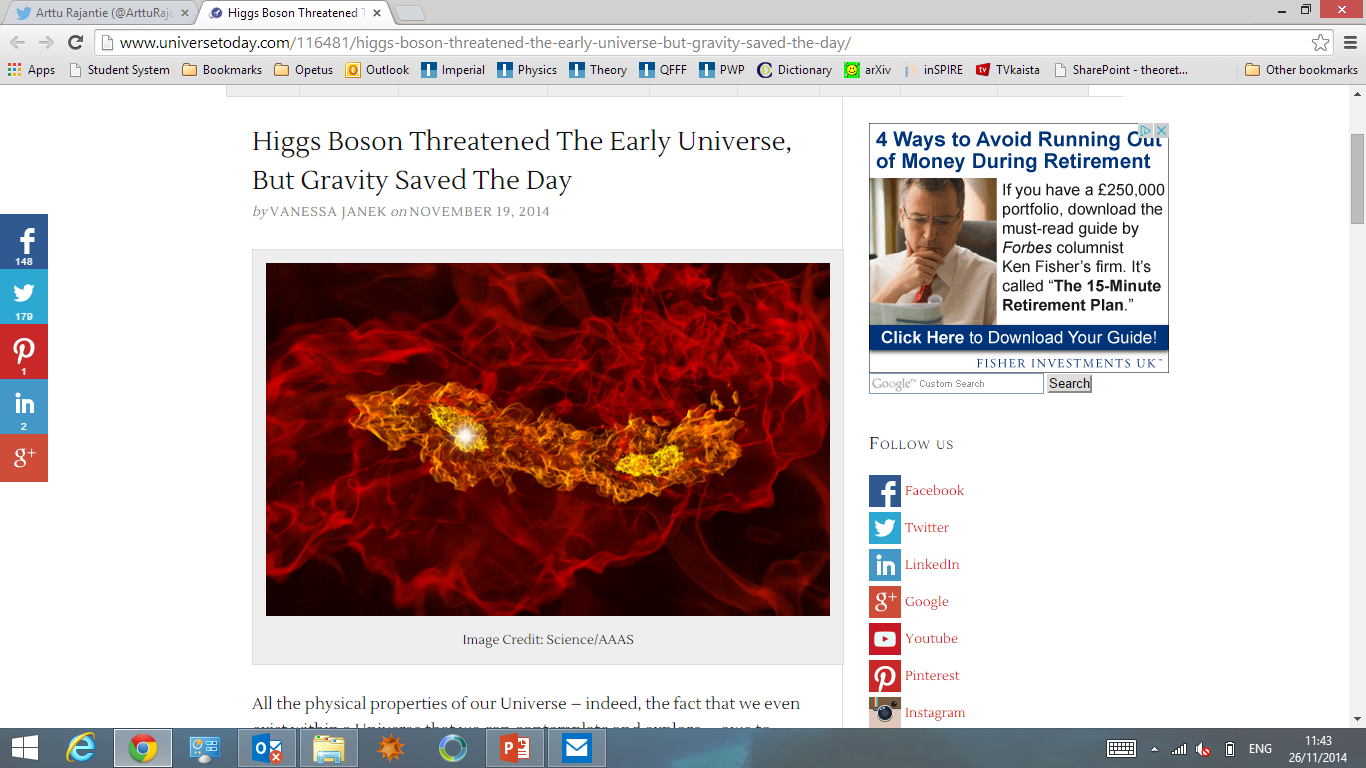 Arttu Rajantie (@ArttuRaja
Higgs Boson Threatened T
www.universetoday.com/116481/higgs-boson-threatened-the-early-universe-but-gravity-saved-the-day/
Apps Student System Bookmarks Opetus Outlook Imperial Physics Theory QFFF PWP Dictionary arXiv inSPIRE TVkaista SharePoint - theoret... Other bookmarks
Higgs Boson Threatened The Early Universe,
But Gravity Saved The Day
by VANESSA JANEK on NOVEMBER 19, 2014
148
179
1
2
Image Credit: Science/AAAS
All the physical properties of our Universe – indeed, the fact that we even
4 Ways to Avoid Running Out
of Money During Retirement
If you have a £250,000
portfolio, download the
must-read guide by
Forbes columnist
Ken Fisher's firm. It's
called “The 15-Minute
Retirement Plan.”
Click Here to Download Your Guide!
FISHER INVESTMENTS UK™
Google™ Custom Search Search
Follow us
Facebook
Twitter
LinkedIn
Google
Youtube
Pinterest
Instagram
ENG
11:43
26/11/2014